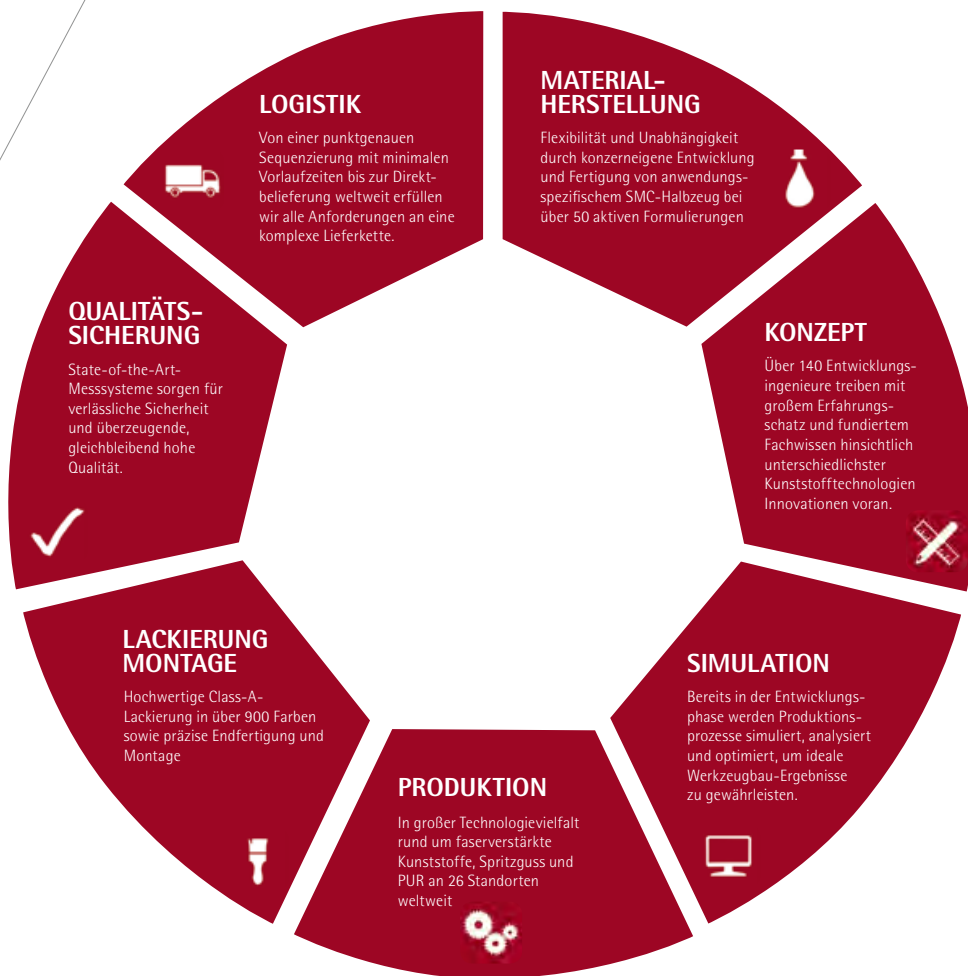 LOGISTIK
Von einer punktgenauen
Sequenzierung mit minimalen
Vorlaufzeiten bis zur Direkt-
belieferung weltweit erfüllen
wir alle Anforderungen an eine
komplexe Lieferkette.
MATERIAL-
HERSTELLUNG
Flexibilität und Unabhängigkeit
durch konzerneigene Entwicklung
und Fertigung von anwendungs-
spezifischem SMC-Halbzeug bei
über 50 aktiven Formulierungen
KONZEPT
Über 140 Entwicklungs-
ingenieure treiben mit
großem Erfahrungs-
schatz und fundiertem
Fachwissen hinsichtlich
unterschiedlichster
Kunststofftechnologien
Innovationen voran.
SIMULATION
Bereits in der Entwicklungs-
phase werden Produktions-
prozesse simuliert, analysiert
und optimiert, um ideale
Werkzeugbau-Ergebnisse
zu gewährleisten.
PRODUKTION
In großer Technologievielfalt
rund um faserverstärkte
Kunststoffe, Spritzguss und
PUR an 26 Standorten
weltweit
LACKIERUNG
MONTAGE
Hochwertige Class-A-
Lackierung in über 900 Farben
sowie präzise Endfertigung und
Montage
QUALITÄTS-
SICHERUNG
State-of-the-Art-
Messsysteme sorgen für
verlässliche Sicherheit
und überzeugende,
gleichbleibend hohe
Qualität.